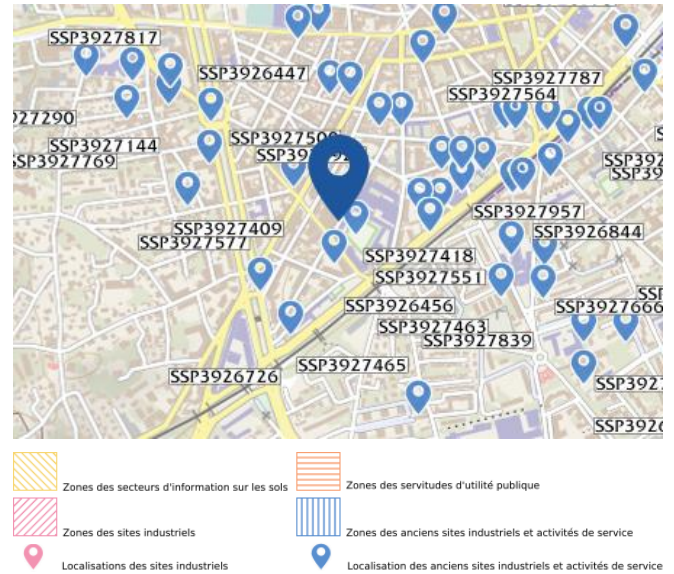 SSP3927817
SSP3926447
SSP3927787
SSP3927564
27290
SSP3927144
SSP3927769
SSP3927957
SSP3926844
SSP3927409
SSP3927577
SSP3927418
SSP3927551
SSP3926456
SSP3927666
SSP3927463
SSP3927839
SSP3927465
SSP3926726
Zones des secteurs d'information sur les sols
Zones des servitudes d'utilité publique
Zones des sites industriels
Zones des anciens sites industriels et activités de service
Localisations des sites industriels
Localisation des anciens sites industriels et activités de service